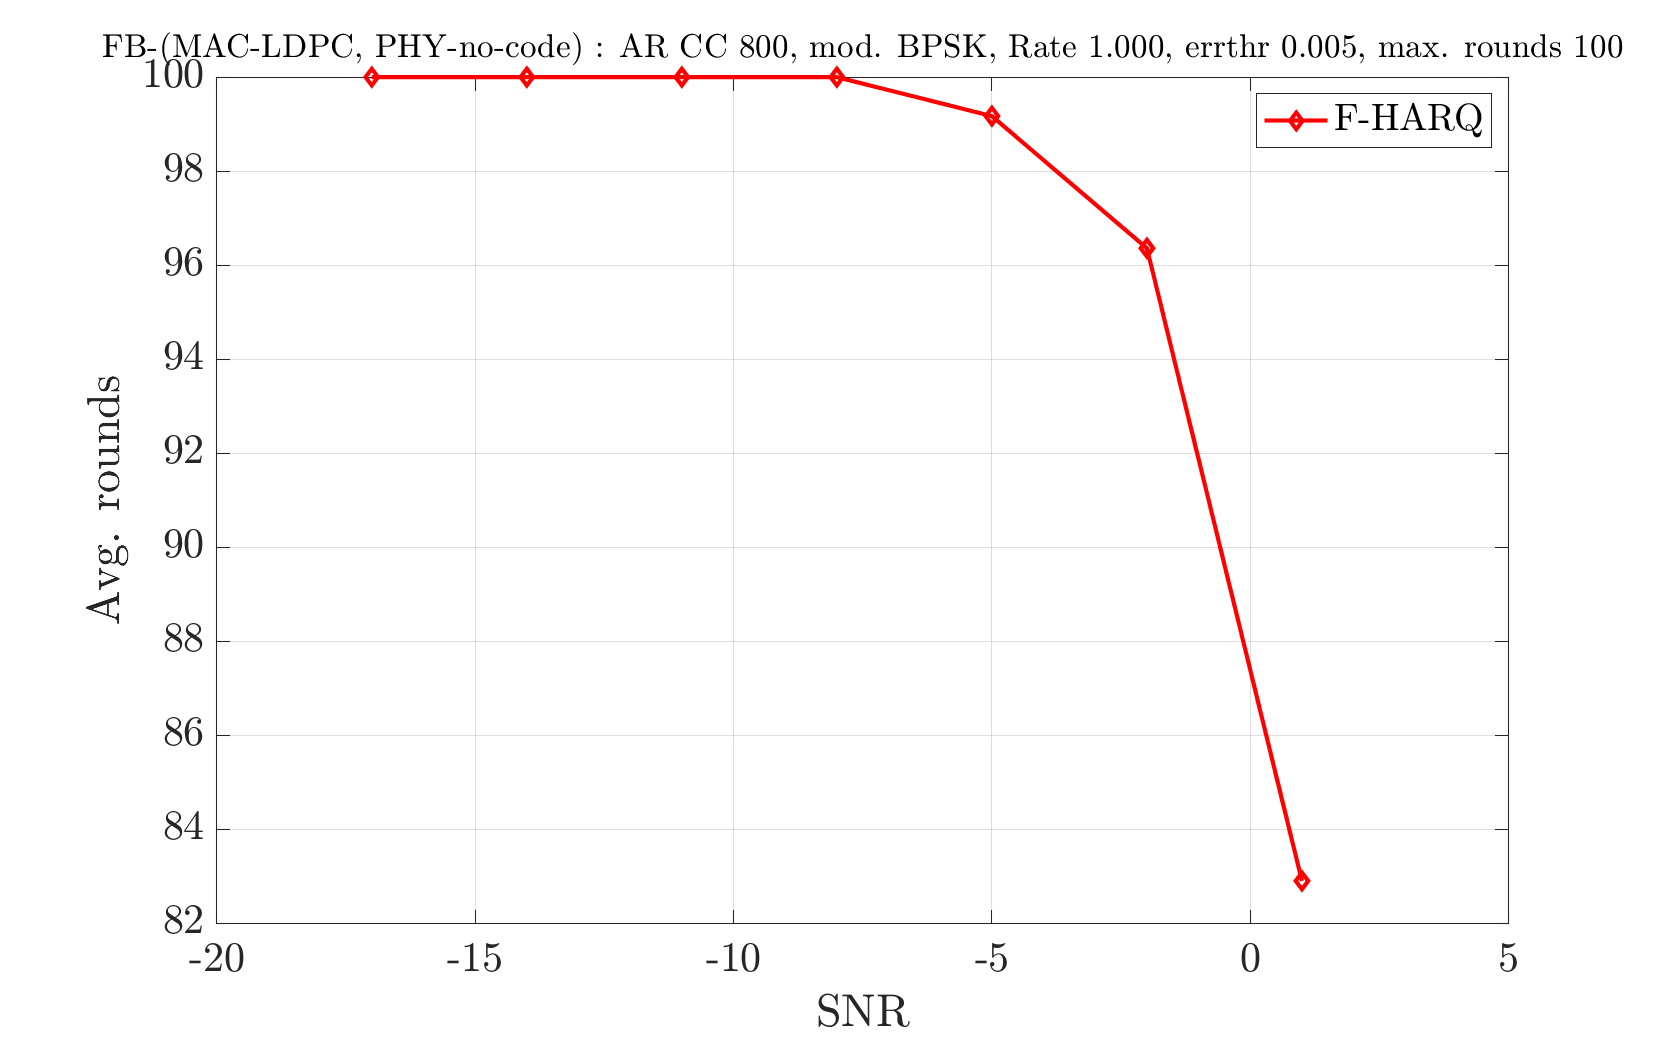 FB-(MAC-LDPC, PHY-no-code) : AR CC 800, mod. BPSK, Rate 1.000, errthr 0.005, max. rounds 100
F-HARQ
Avg. rounds
100
98
96
94
92
90
88
86
84
82
-20 -15 -10 -5 0 5
SNR